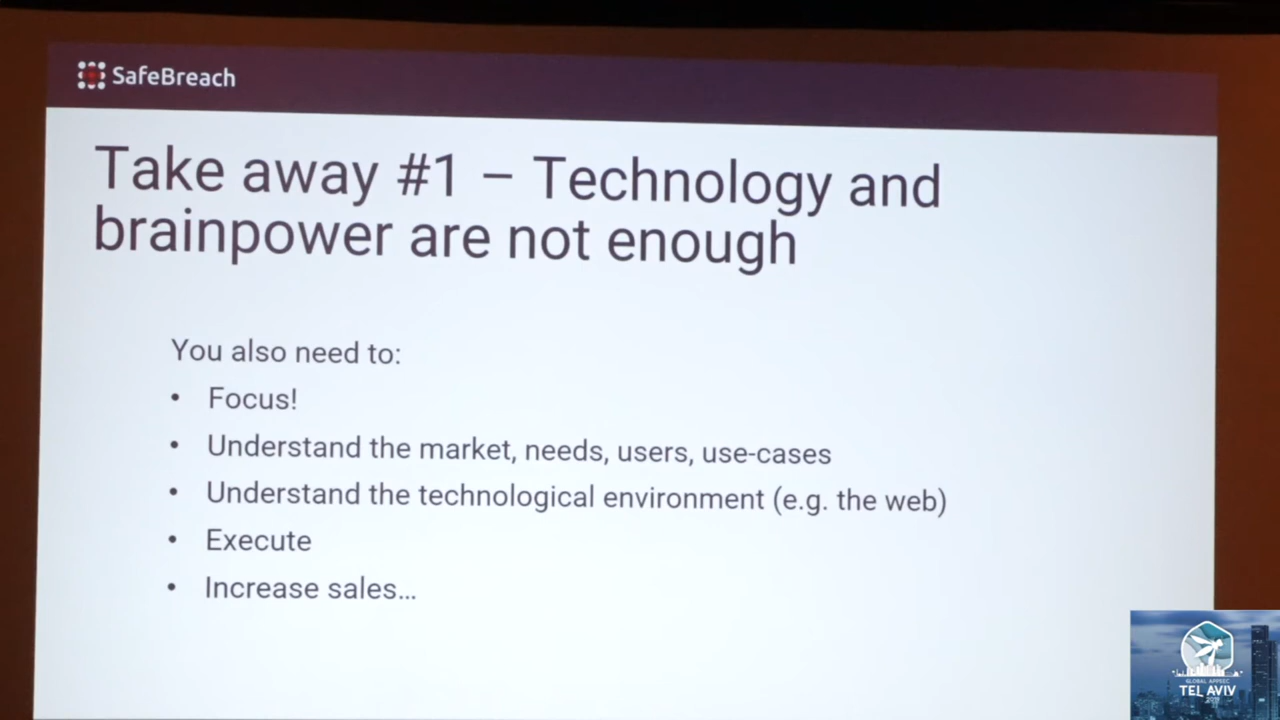 SafeBreach
Take away #1 – Technology and
brainpower are not enough
You also need to:
• Focus!
• Understand the market, needs, users, use-cases
• Understand the technological environment (e.g. the web)
• Execute
• Increase sales...
GLOBAL APPSEC
TEL AVIV